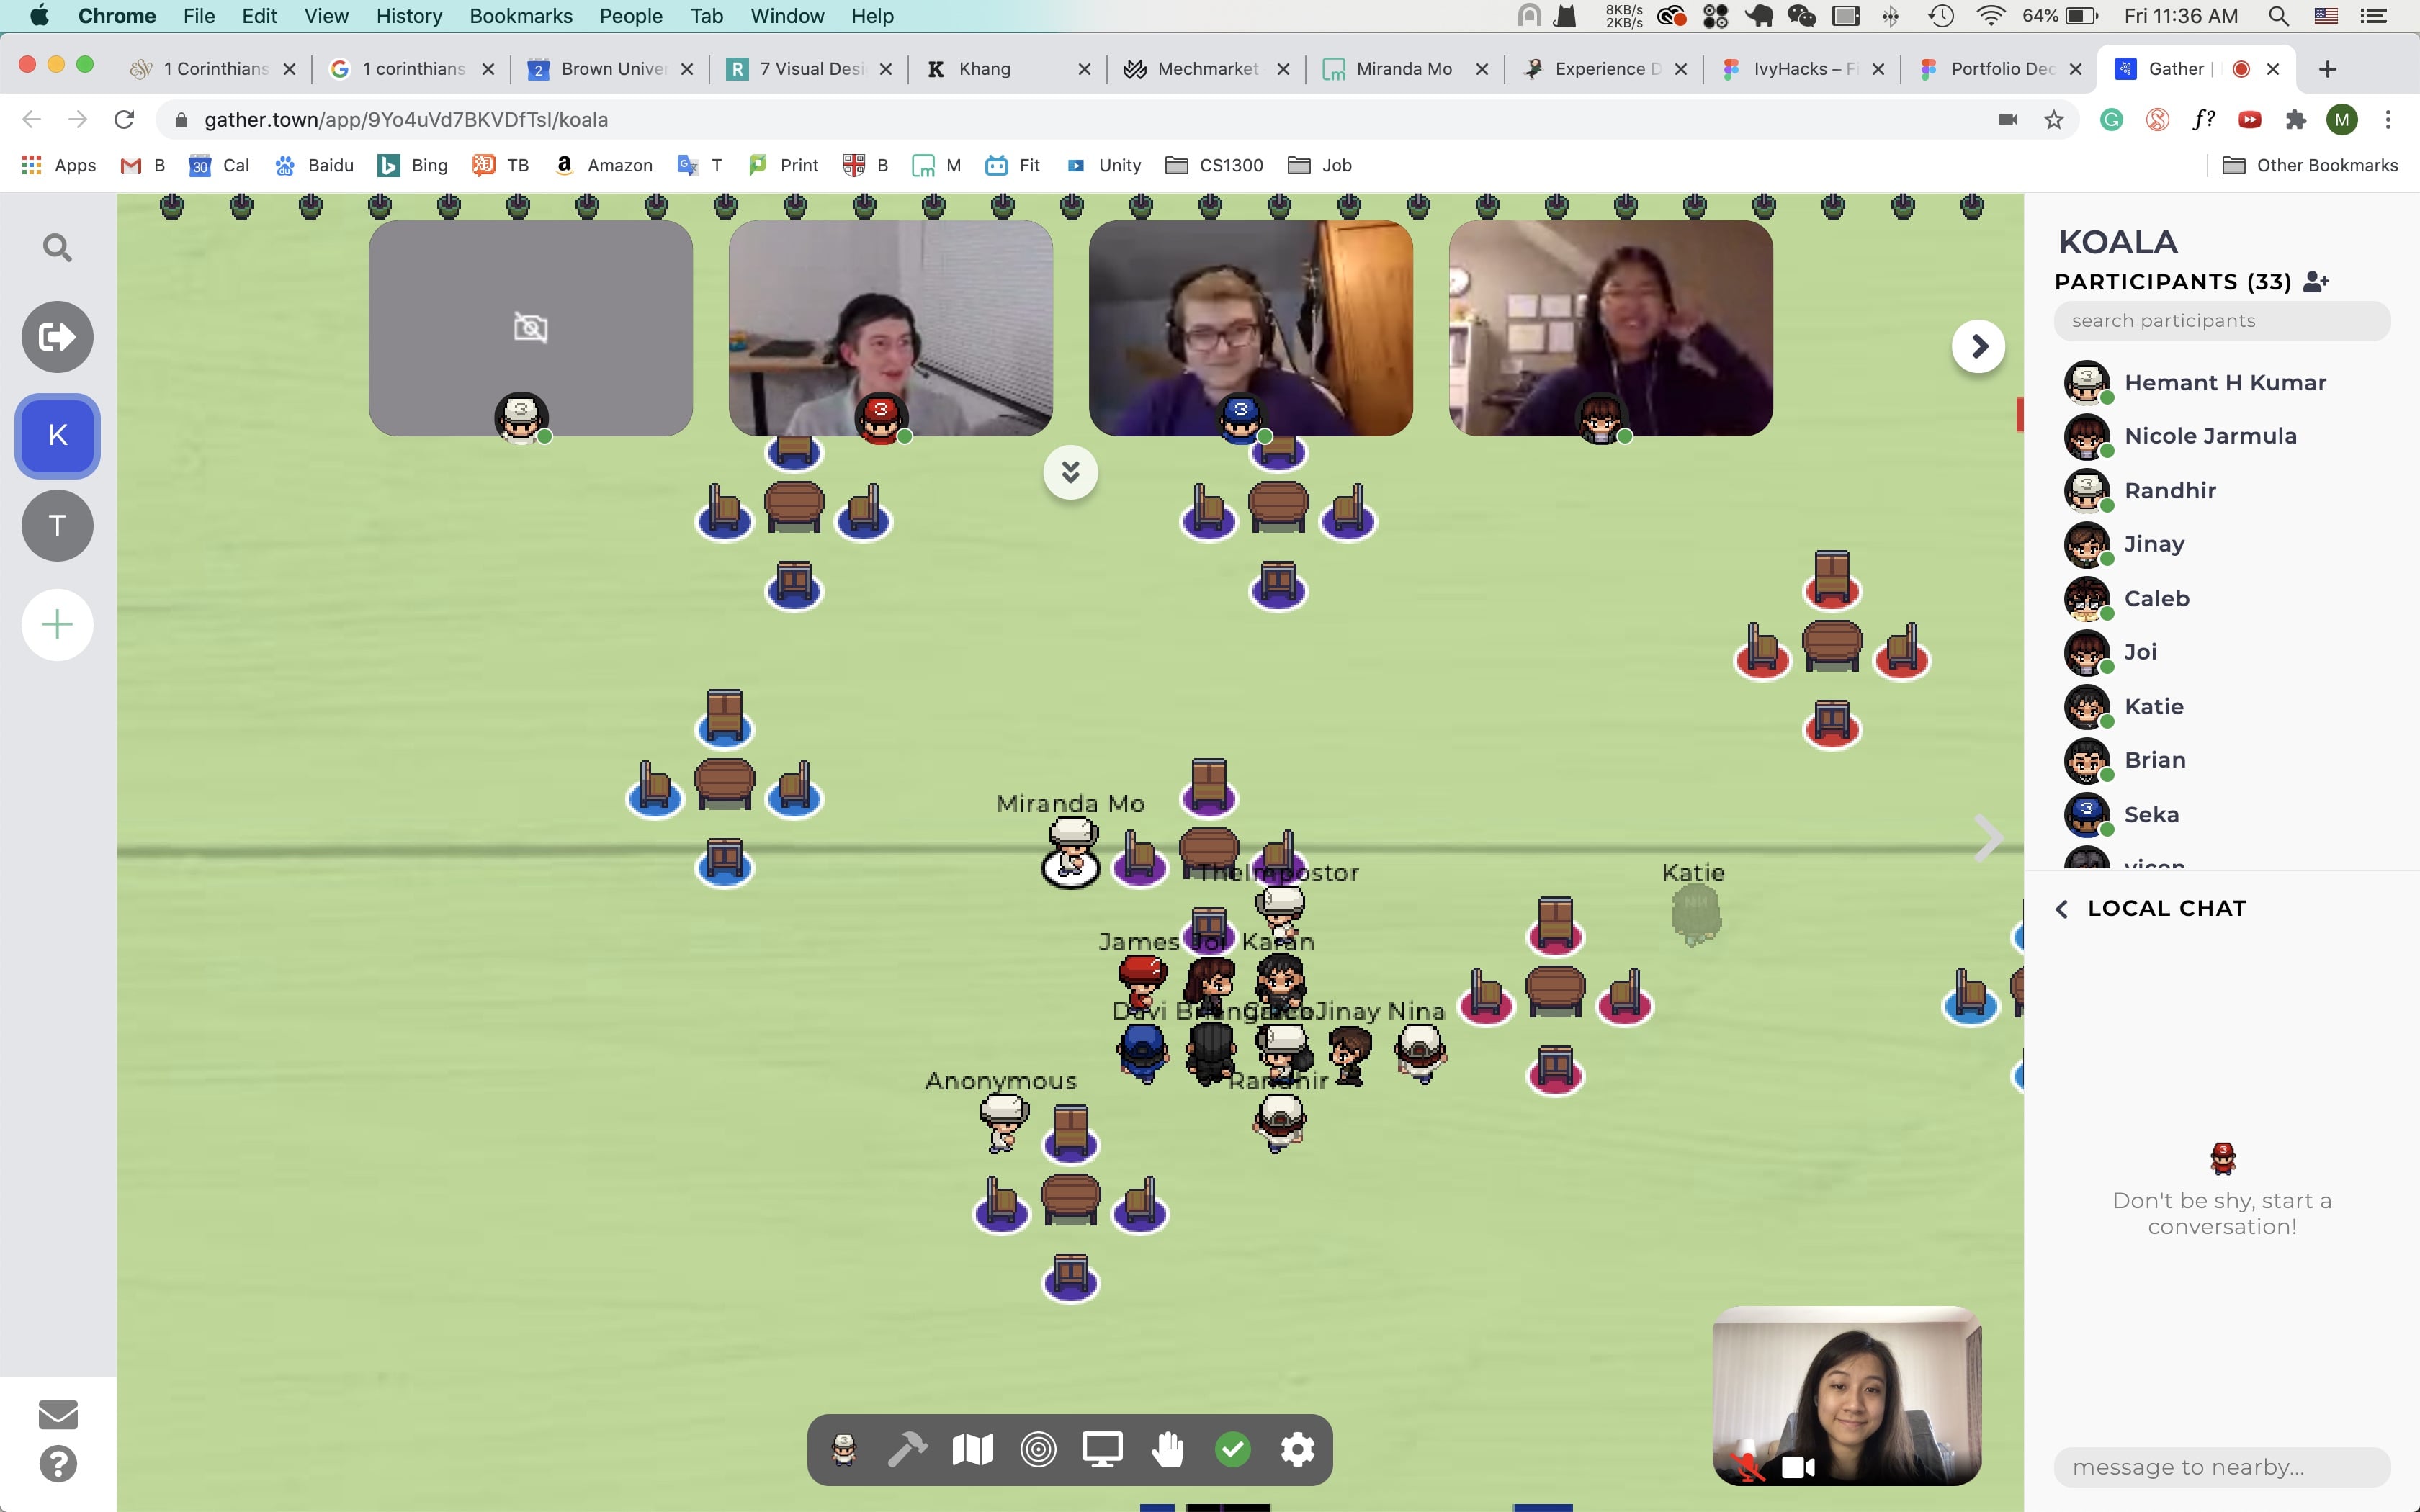 Chrome File Edit View History Bookmarks People Tab Window Help 8KB/s 2KB/s 64% Fri 11:36 AM
1 Corinthians 1 corinthians Brown Unive 7 Visual Desi Khang Mechmarket Miranda Mo Experience D IvyHacks – Fi Portfolio Dec Gather |
gather.town/app/9Yo4uVd7BKVDfTsI/koala f? M
Apps B Cal Baidu Bing TB Amazon T Print B M Fit Unity CS1300 Job Other Bookmarks
K
T
KOALA
PARTICIPANTS (33)
search participants
Hemant H Kumar
Nicole Jarmula
Randhir
Jinay
Caleb
Joi
Katie
Brian
Seka
Miranda Mo
TheImpostor
Katie
James Joi Karan
Davi Jinay Nina
Anonymous
Randhir
LOCAL CHAT
Don't be shy, start a
conversation!
message to nearby...